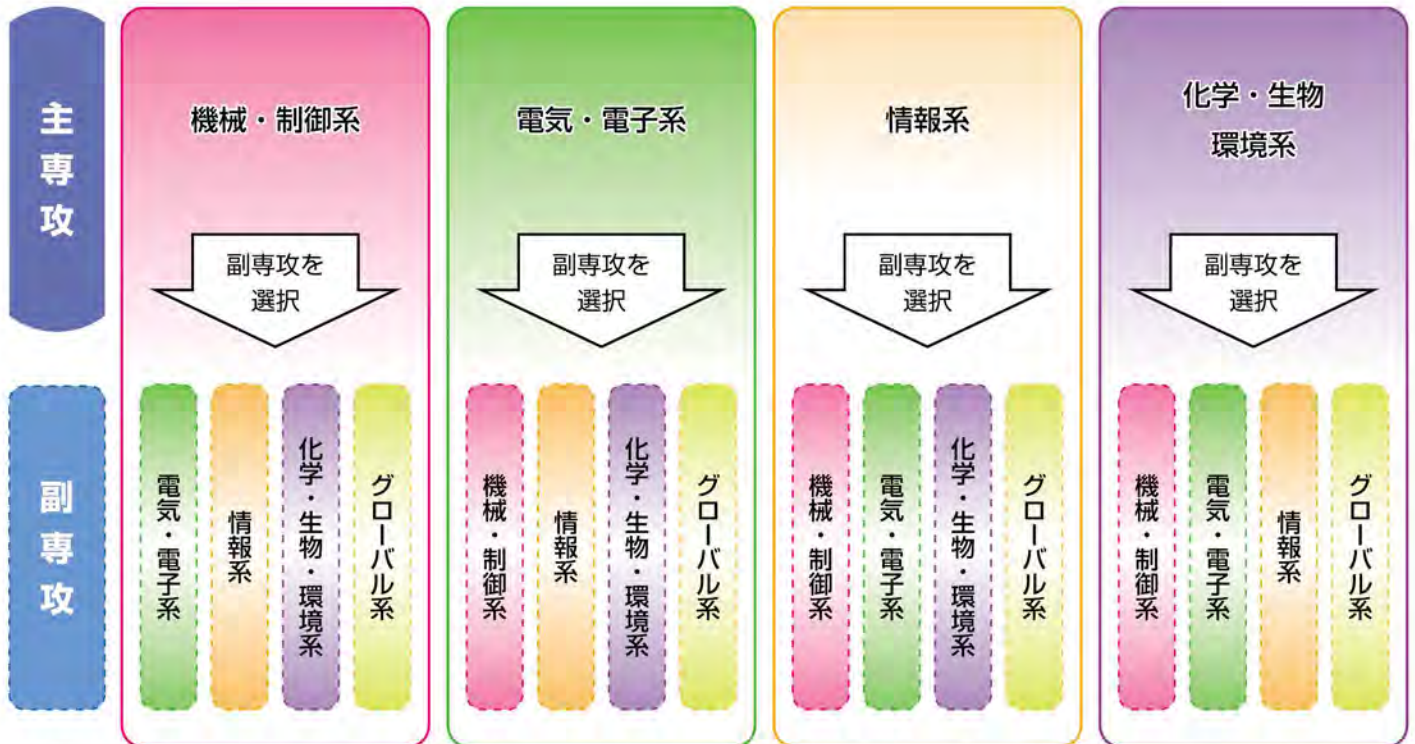 主専攻
機械・制御系
副専攻を
選択
電気・電子系
副専攻を
選択
情報系
副専攻を
選択
化学・生物
環境系
副専攻を
選択
副専攻
電気・電子系
情報系
化学・生物・環境系
グローバル系
機械・制御系
情報系
化学・生物・環境系
グローバル系
機械・制御系
電気・電子系
化学・生物・環境系
グローバル系
機械・制御系
電気・電子系
情報系
グローバル系